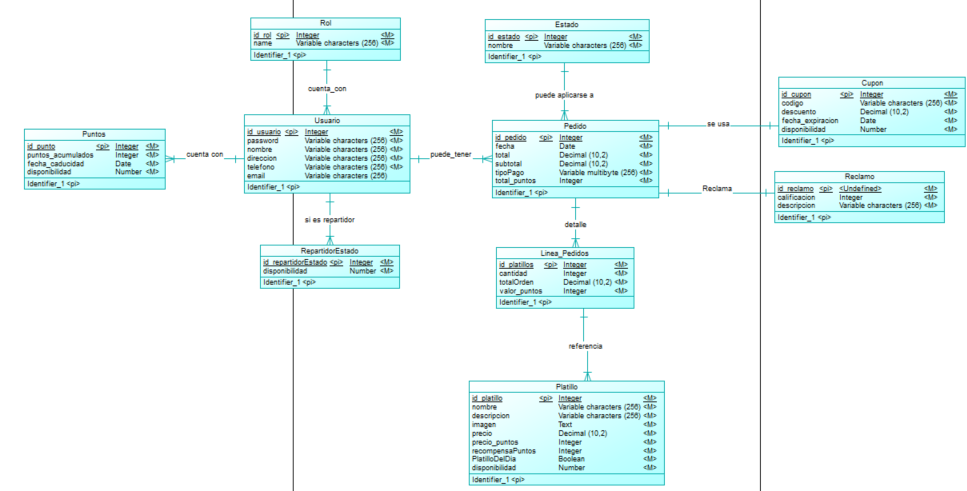 Rol
id_rol <pi> Integer <M>
name Variable characters (256) <M>
Identifier_1 <pi>
Estado
id_estado <pi> Integer <M>
nombre Variable characters (256) <M>
Identifier_1 <pi>
cuenta_con
puede aplicarse a
Cupon
id_cupon <pi> Integer <M>
codigo Variable characters (256) <M>
descuento Decimal (10,2) <M>
fecha_expiracion Date <M>
disponibilidad Number <M>
Identifier_1 <pi>
Puntos
id_punto <pi> Integer <M>
puntos_acumulados Integer <M>
fecha_caducidad Date <M>
disponibilidad Number <M>
Identifier_1 <pi>
cuenta con
Usuario
id_usuario <pi> Integer <M>
password Variable characters (256) <M>
nombre Variable characters (256) <M>
direccion Variable characters (256) <M>
telefono Variable characters (256) <M>
email Variable characters (256)
Identifier_1 <pi>
puede_tener
Pedido
id_pedido <pi> Integer <M>
fecha Date <M>
total Decimal (10,2) <M>
subtotal Decimal (10,2) <M>
tipoPago Variable multibyte (256) <M>
total_puntos Integer <M>
Identifier_1 <pi>
se usa
Reclama
Reclamo
id_reclamo <pi> <Undefined> <M>
calificacion Integer <M>
descripcion Variable characters (256) <M>
Identifier_1 <pi>
si es repartidor
detalle
RepartidorEstado
id_repartidorEstado <pi> Integer <M>
disponibilidad Number <M>
Identifier_1 <pi>
Linea_Pedidos
id_platillos <pi> Integer <M>
cantidad Integer <M>
totalOrden Decimal (10,2) <M>
valor_puntos Integer <M>
Identifier_1 <pi>
referencia
Platillo
id_platillo <pi> Integer <M>
nombre Variable characters (256) <M>
descripcion Variable characters (256) <M>
imagen Text <M>
precio Decimal (10,2) <M>
precio_puntos Integer <M>
recompensaPuntos Integer <M>
PlatilloDelDia Boolean <M>
disponibilidad Number <M>
Identifier_1 <pi>